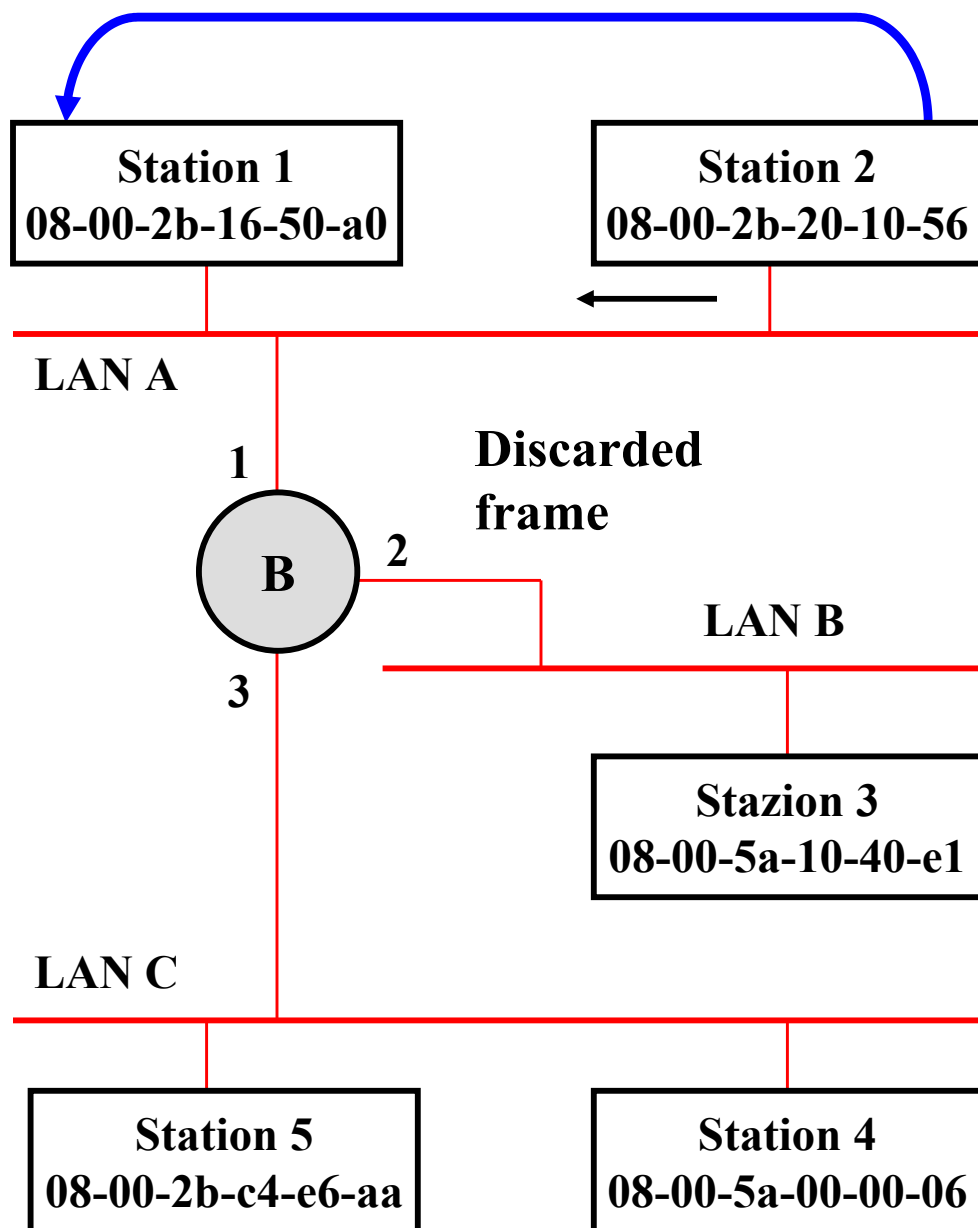 Station 1
08-00-2b-16-50-a0
Station 2
08-00-2b-20-10-56
LAN A
1
Discarded
frame
B
2
LAN B
3
Stazion 3
08-00-5a-10-40-e1
LAN C
Station 5
08-00-2b-c4-e6-aa
Station 4
08-00-5a-00-00-06